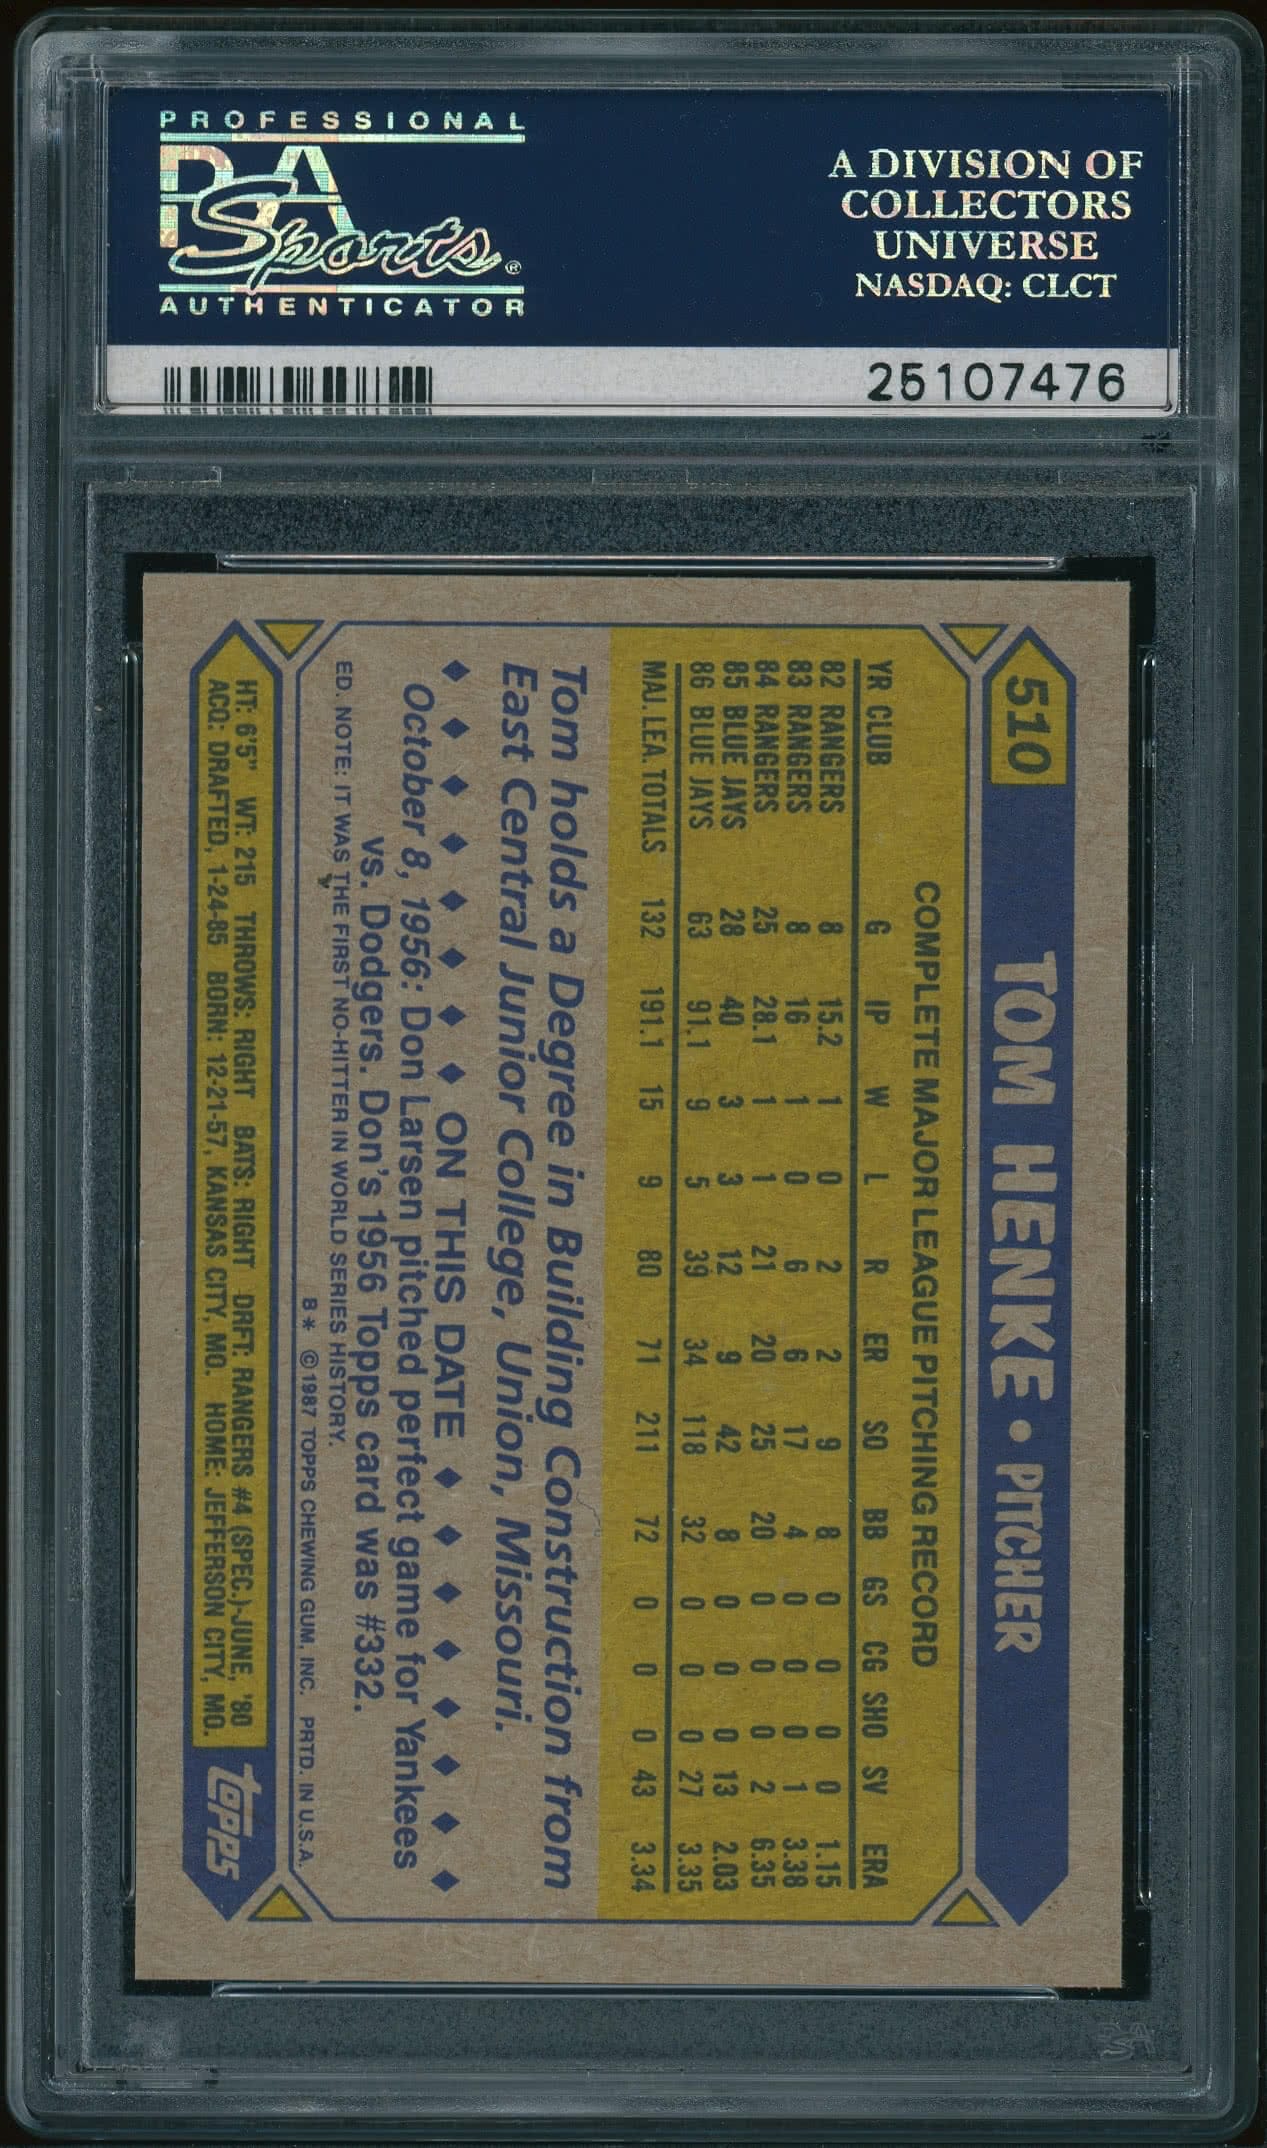 PROFESSIONAL
PSA
Sports®
AUTHENTICATOR
A DIVISION OF
COLLECTORS
UNIVERSE
NASDAQ: CLCT
25107476
510 TOM HENKE • PITCHER
COMPLETE MAJOR LEAGUE PITCHING RECORD
YR CLUB G IP W L R ER SO BB GS CG SHO SV ERA
82 RANGERS 8 15.2 1 0 2 2 9 8 0 0 0 0 1.15
83 RANGERS 8 16 1 0 6 6 17 4 0 0 0 1 3.38
84 RANGERS 25 28.1 1 1 21 20 25 20 0 0 0 2 6.35
85 BLUE JAYS 28 40 3 3 12 9 42 8 0 0 0 13 2.03
86 BLUE JAYS 63 91.1 9 5 39 34 118 32 0 0 0 27 3.35
MAJ. LEA. TOTALS 132 191.1 15 9 80 71 211 72 0 0 0 43 3.34
Tom holds a Degree in Building Construction from
East Central Junior College, Union, Missouri.
ON THIS DATE
October 8, 1956: Don Larsen pitched perfect game for Yankees
vs. Dodgers. Don's 1956 Topps card was #332.
ED. NOTE: IT WAS THE FIRST NO-HITTER IN WORLD SERIES HISTORY.
B * © 1987 TOPPS CHEWING GUM, INC. PRTD. IN U.S.A.
HT: 6'5" WT: 215 THROWS: RIGHT BATS: RIGHT DRFT: RANGERS #4 (SPEC.)-JUNE, '80
ACQ: DRAFTED, 1-24-85 BORN: 12-21-57, KANSAS CITY, MO. HOME: JEFFERSON CITY, MO.
topps
PSA